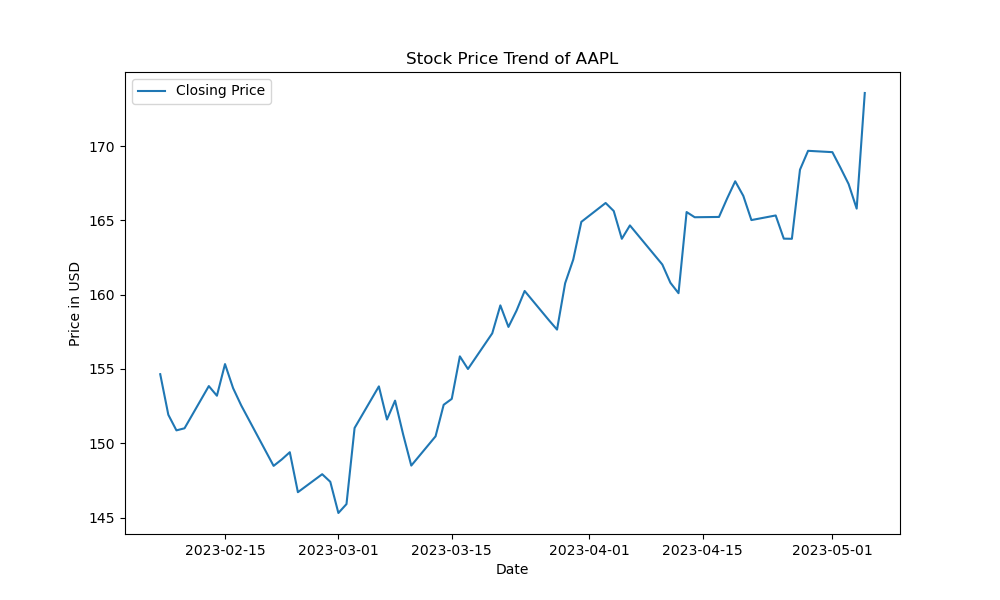 Stock Price Trend of AAPL
Closing Price
Price in USD
170
165
160
155
150
145
2023-02-15 2023-03-01 2023-03-15 2023-04-01 2023-04-15 2023-05-01
Date